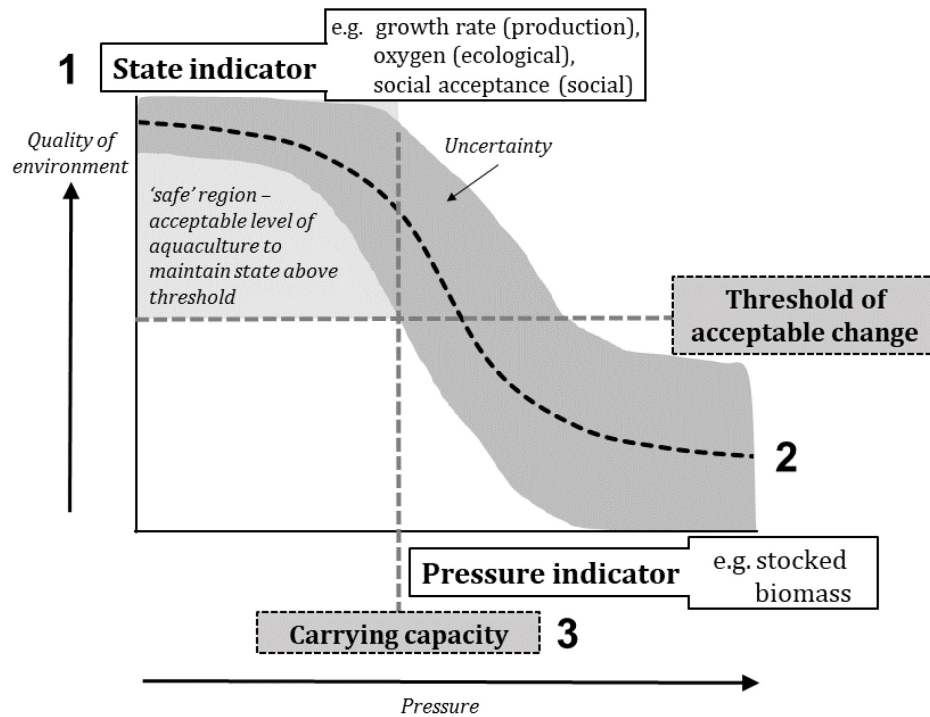 1
State indicator
e.g. growth rate (production),
oxygen (ecological),
social acceptance (social)
Quality of
environment
Uncertainty
‘safe’ region –
acceptable level of
aquaculture to
maintain state above
threshold
Threshold of
acceptable change
2
Pressure indicator
e.g. stocked
biomass
Carrying capacity
3
Pressure